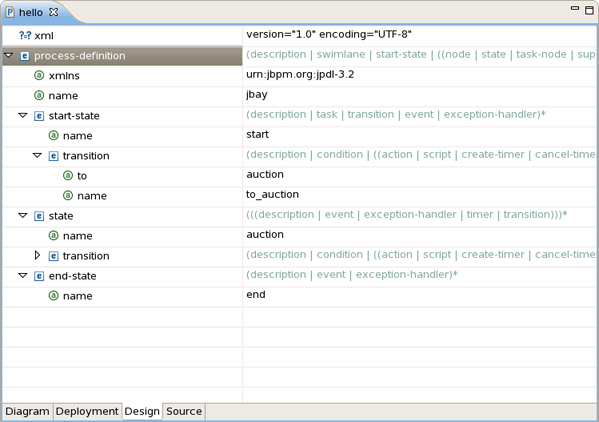 hello
?=? xml version="1.0" encoding="UTF-8"
e process-definition (description | swimlane | start-state | ((node | state | task-node | sup
a xmlns urn:jbpm.org:jpdl-3.2
a name jbay
e start-state (description | task | transition | event | exception-handler)*
a name start
e transition (description | condition | ((action | script | create-timer | cancel-time
a to auction
a name to_auction
e state (((description | event | exception-handler | timer | transition)))*
a name auction
e transition (description | condition | ((action | script | create-timer | cancel-time
e end-state (description | event | exception-handler)*
a name end
Diagram Deployment Design Source